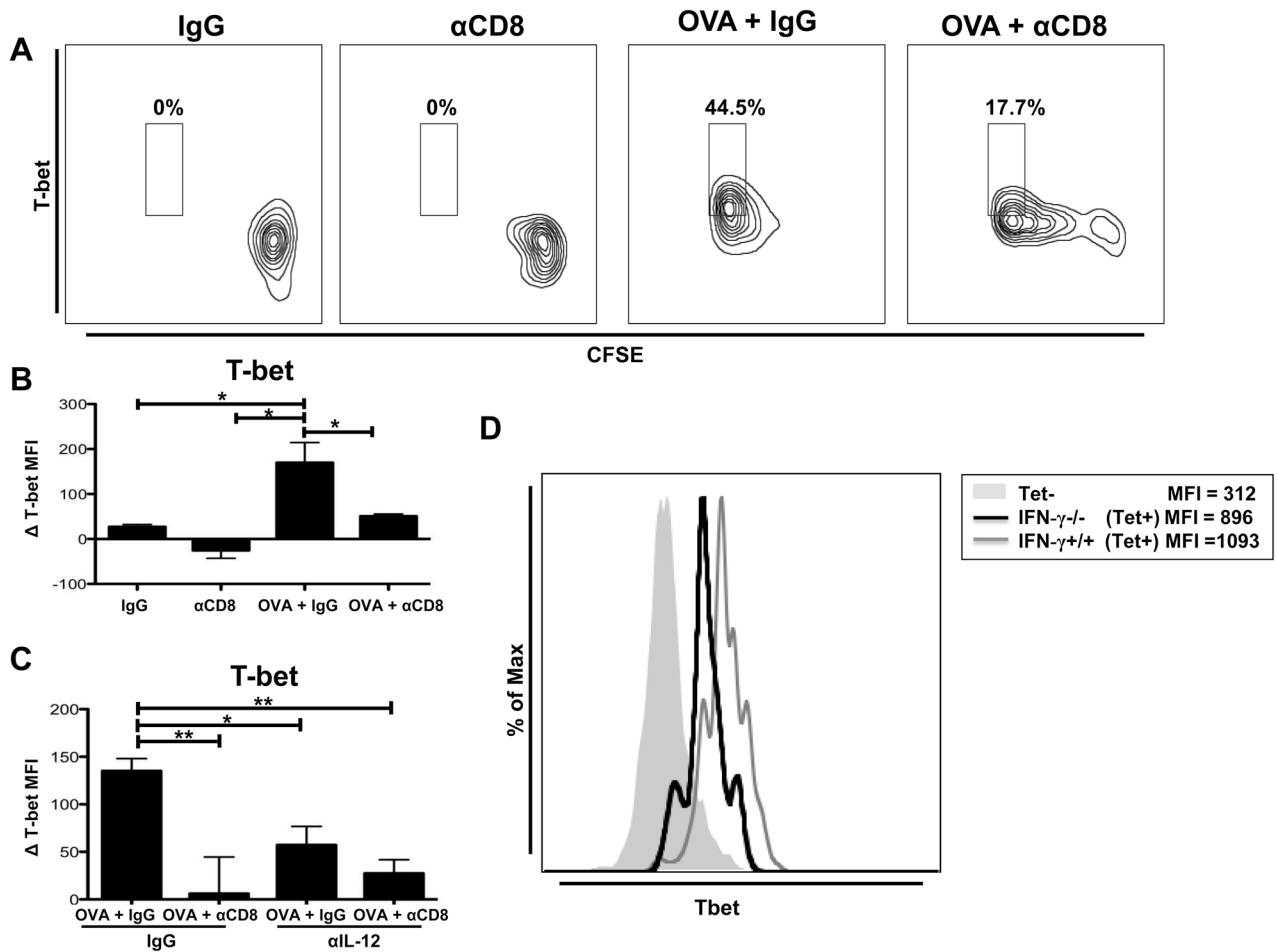 A
IgG
αCD8
OVA + IgG
OVA + αCD8
0%
0%
44.5%
17.7%
T-bet
CFSE
B
T-bet
300
200
100
0
-100
Δ T-bet MFI
*
*
*
IgG
αCD8
OVA + IgG
OVA + αCD8
C
T-bet
200
150
100
50
0
Δ T-bet MFI
**
*
**
OVA + IgG
OVA + αCD8
OVA + IgG
OVA + αCD8
IgG
αIL-12
D
% of Max
Tbet
Tet- MFI = 312
IFN-γ-/- (Tet+) MFI = 896
IFN-γ+/+ (Tet+) MFI =1093